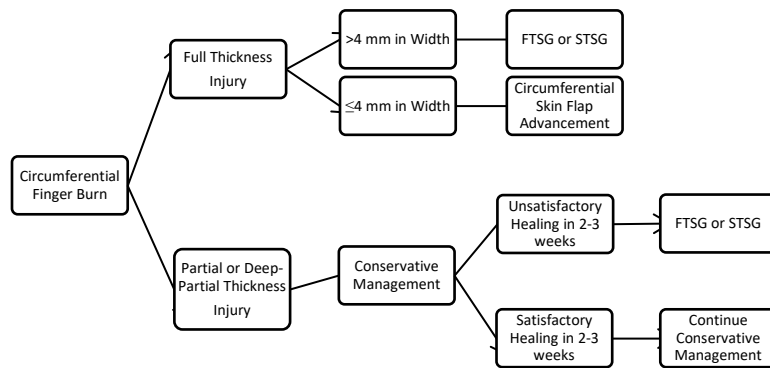 Circumferential
Finger Burn
Full Thickness
Injury
>4 mm in Width
FTSG or STSG
≤4 mm in Width
Circumferential
Skin Flap
Advancement
Partial or Deep-
Partial Thickness
Injury
Conservative
Management
Unsatisfactory
Healing in 2-3
weeks
FTSG or STSG
Satisfactory
Healing in 2-3
weeks
Continue
Conservative
Management